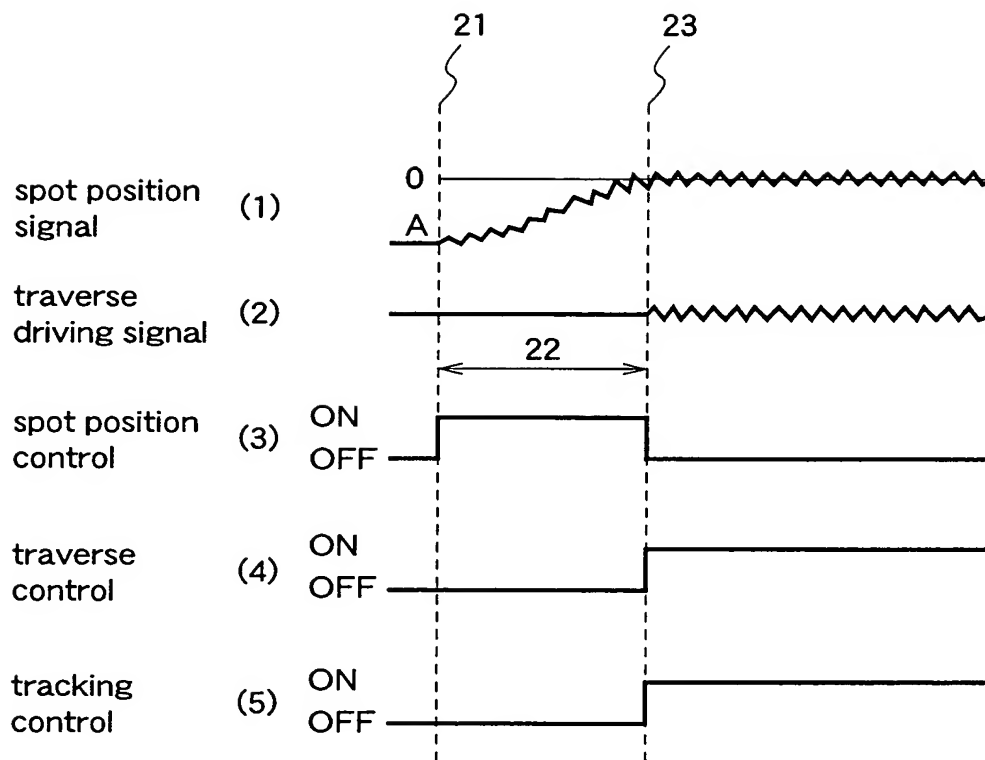 21 23
0
spot position
signal
(1)
A
traverse
driving signal
(2)
22
spot position
control
(3)
ON
OFF
traverse
control
(4)
ON
OFF
tracking
control
(5)
ON
OFF